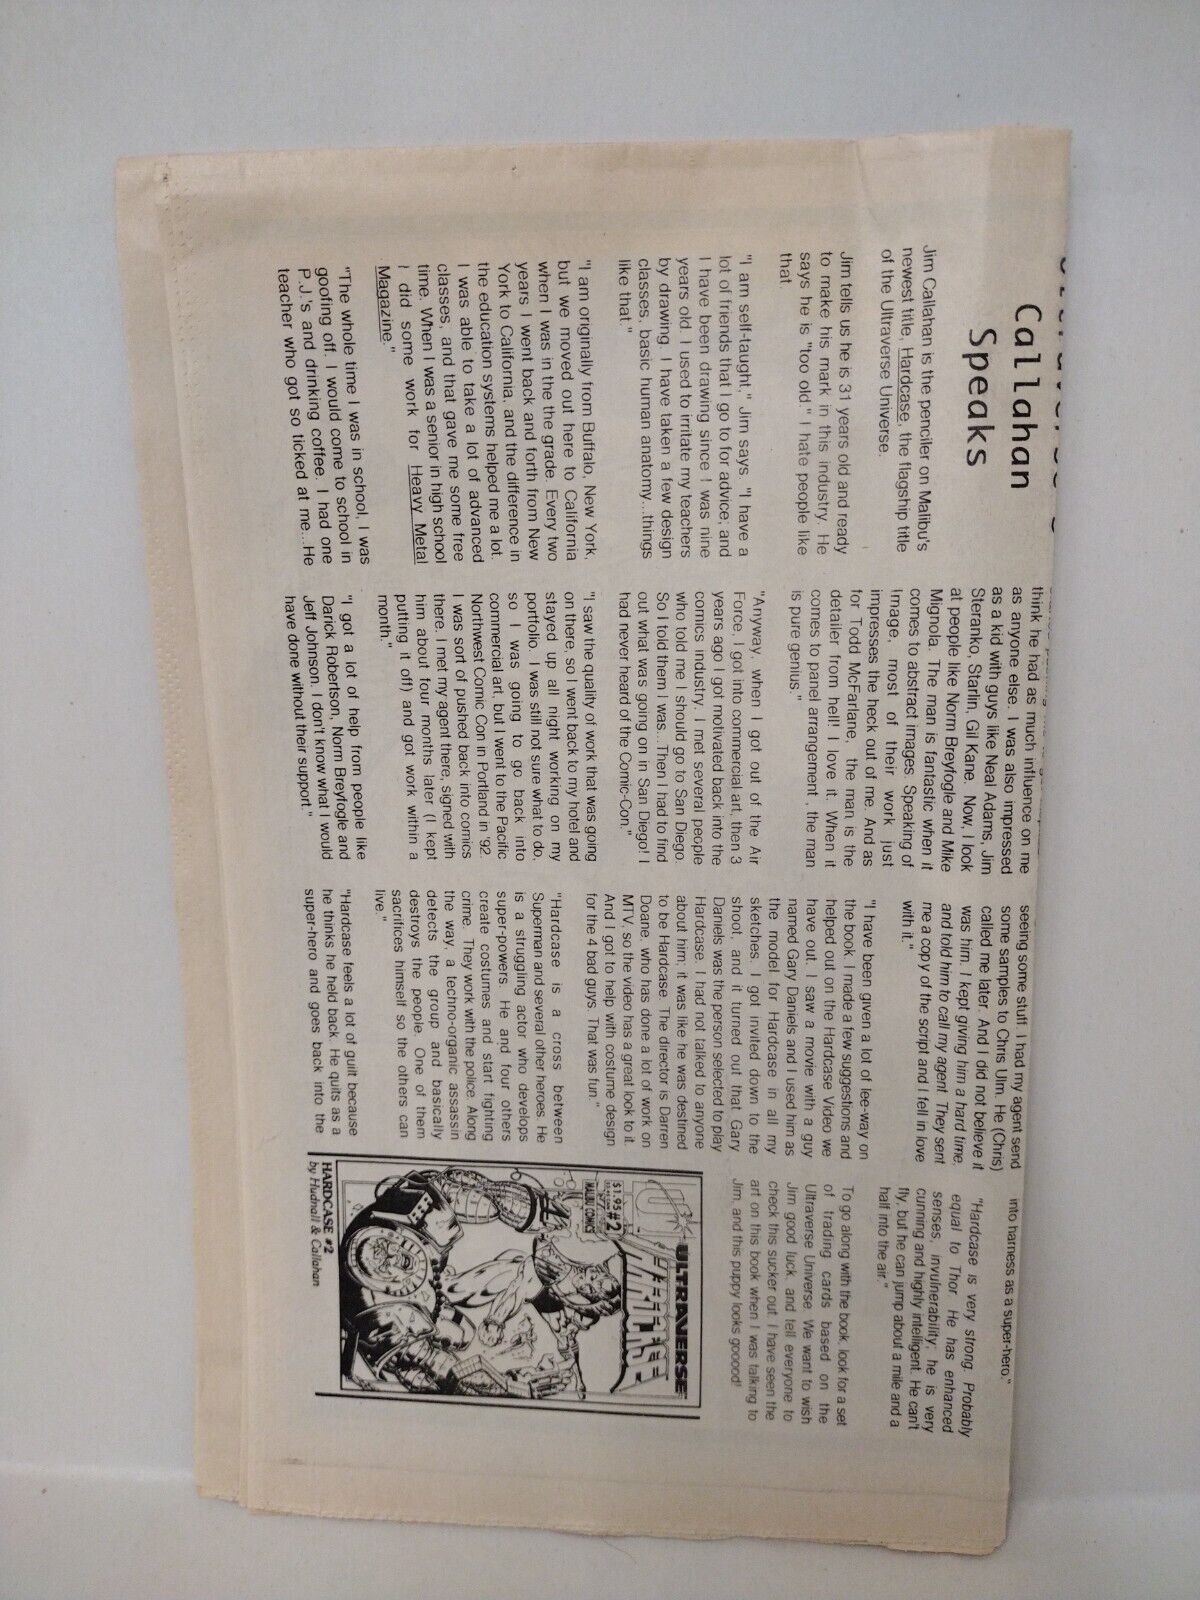 Callahan
Speaks
Jim Callahan is the penciler on Malibu's
newest title, Hardcase, the flagship title
of the Ultraverse Universe.
Jim tells us he is 31 years old and ready
to make his mark in this industry. He
says he is "too old." I hate people like
that.
"I am self-taught," Jim says. "I have a
lot of friends that I go to for advice; and
I have been drawing since I was nine
years old. I used to irritate my teachers
by drawing. I have taken a few design
classes, basic human anatomy...things
like that."
"I am originally from Buffalo, New York,
but we moved out here to California
when I was in the the grade. Every two
years I went back and forth from New
York to California, and the difference in
the education systems helped me a lot.
I was able to take a lot of advanced
classes, and that gave me some free
time. When I was a senior in high school
I did some work for Heavy Metal
Magazine."
"The whole time I was in school, I was
goofing off. I would come to school in
P.J.'s and drinking coffee. I had one
teacher who got so ticked at me...He
think he had as much influence on me
as anyone else. I was also impressed
as a kid with guys like Neal Adams, Jim
Steranko, Starlin, Gil Kane. Now, I look
at people like Norm Breyfogle and Mike
Mignola. The man is fantastic when it
comes to abstract images. Speaking of
Image, most of their work just
impresses the heck out of me. And as
for Todd McFarlane, the man is the
detailer from hell! I love it. When it
comes to panel arrangement, the man
is pure genius."
"Anyway, when I got out of the Air
Force, I got into commercial art, then 3
years ago I got motivated back into the
comics industry. I met several people
who told me I should go to San Diego.
So I told them I was...Then I had to find
out what was going on in San Diego! I
had never heard of the Comic-Con."
"I saw the quality of work that was going
on there, so I went back to my hotel and
stayed up all night working on my
portfolio. I was still not sure what to do,
so I was going to go back into
commercial art, but I went to the Pacific
Northwest Comic Con in Portland in '92.
I was sort of pushed back into comics
there. I met my agent there, signed with
him about four months later (I kept
putting it off) and got work within a
month."
"I got a lot of help from people like
Darick Robertson, Norm Breyfogle and
Jeff Johnson. I don't know what I would
have done without their support."
seeing some stuff. I had my agent send
some samples to Chris Ulm. He (Chris)
called me later. And I did not believe it
was him. I kept giving him a hard time
and told him to call my agent. They sent
me a copy of the script and I fell in love
with it."
"I have been given a lot of lee-way on
the book. I made a few suggestions and
helped out on the Hardcase Video we
have out. I saw a movie with a guy
named Gary Daniels and I used him as
the model for Hardcase in all my
sketches. I got invited down to the
shoot, and it turned out that Gary
Daniels was the person selected to play
Hardcase. I had not talked to anyone
about him; it was like he was destined
to be Hardcase. The director is Darren
Doane, who has done a lot of work on
MTV, so the video has a great look to it.
And I got to help with costume design
for the 4 bad guys. That was fun."
"Hardcase is a cross between
Superman and several other heroes. He
is a struggling actor who develops
super-powers. He and four others
create costumes and start fighting
crime. They work with the police. Along
the way, a techno-organic assassin
detects the group and basically
destroys the people. One of them
sacrifices himself so the others can
live."
"Hardcase feels a lot of guilt because
he thinks he held back. He quits as a
super-hero and goes back into the
into harness as a super-hero."
"Hardcase is very strong. Probably
equal to Thor. He has enhanced
senses, invulnerability; he is very
cunning and highly intelligent. He can't
fly, but he can jump about a mile and a
half into the air."
To go along with the book, look for a set
of trading cards based on the
Ultraverse Universe. We want to wish
Jim good luck, and tell everyone to
check this sucker out. I have seen the
art on this book when I was talking to
Jim, and this puppy looks gooood!
ULTRAVERSE
HARDCASE
$1.95 #2
MALIBU COMICS
HARDCASE #2
by Hudnall & Callahan